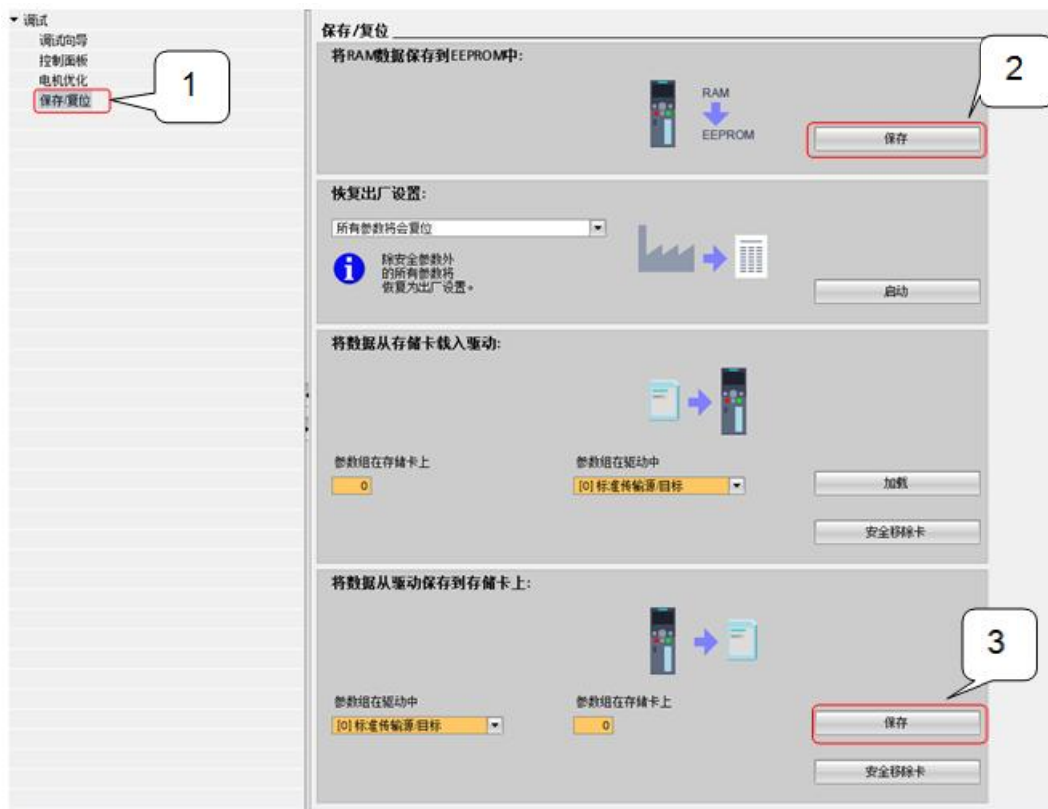 调试
调试向导
控制面板
电机优化
保存/复位
1
保存/复位
将RAM数据保存到EEPROM中:
RAM
EEPROM
2
保存
恢复出厂设置:
所有参数将会复位
除安全参数外
的所有参数将
恢复为出厂设置。
启动
将数据从存储卡载入驱动:
参数组在存储卡上
参数组在驱动中
0
[0] 标准传输源/目标
加载
安全移除卡
将数据从驱动保存到存储卡上:
3
参数组在驱动中
参数组在存储卡上
[0] 标准传输源/目标
0
保存
安全移除卡